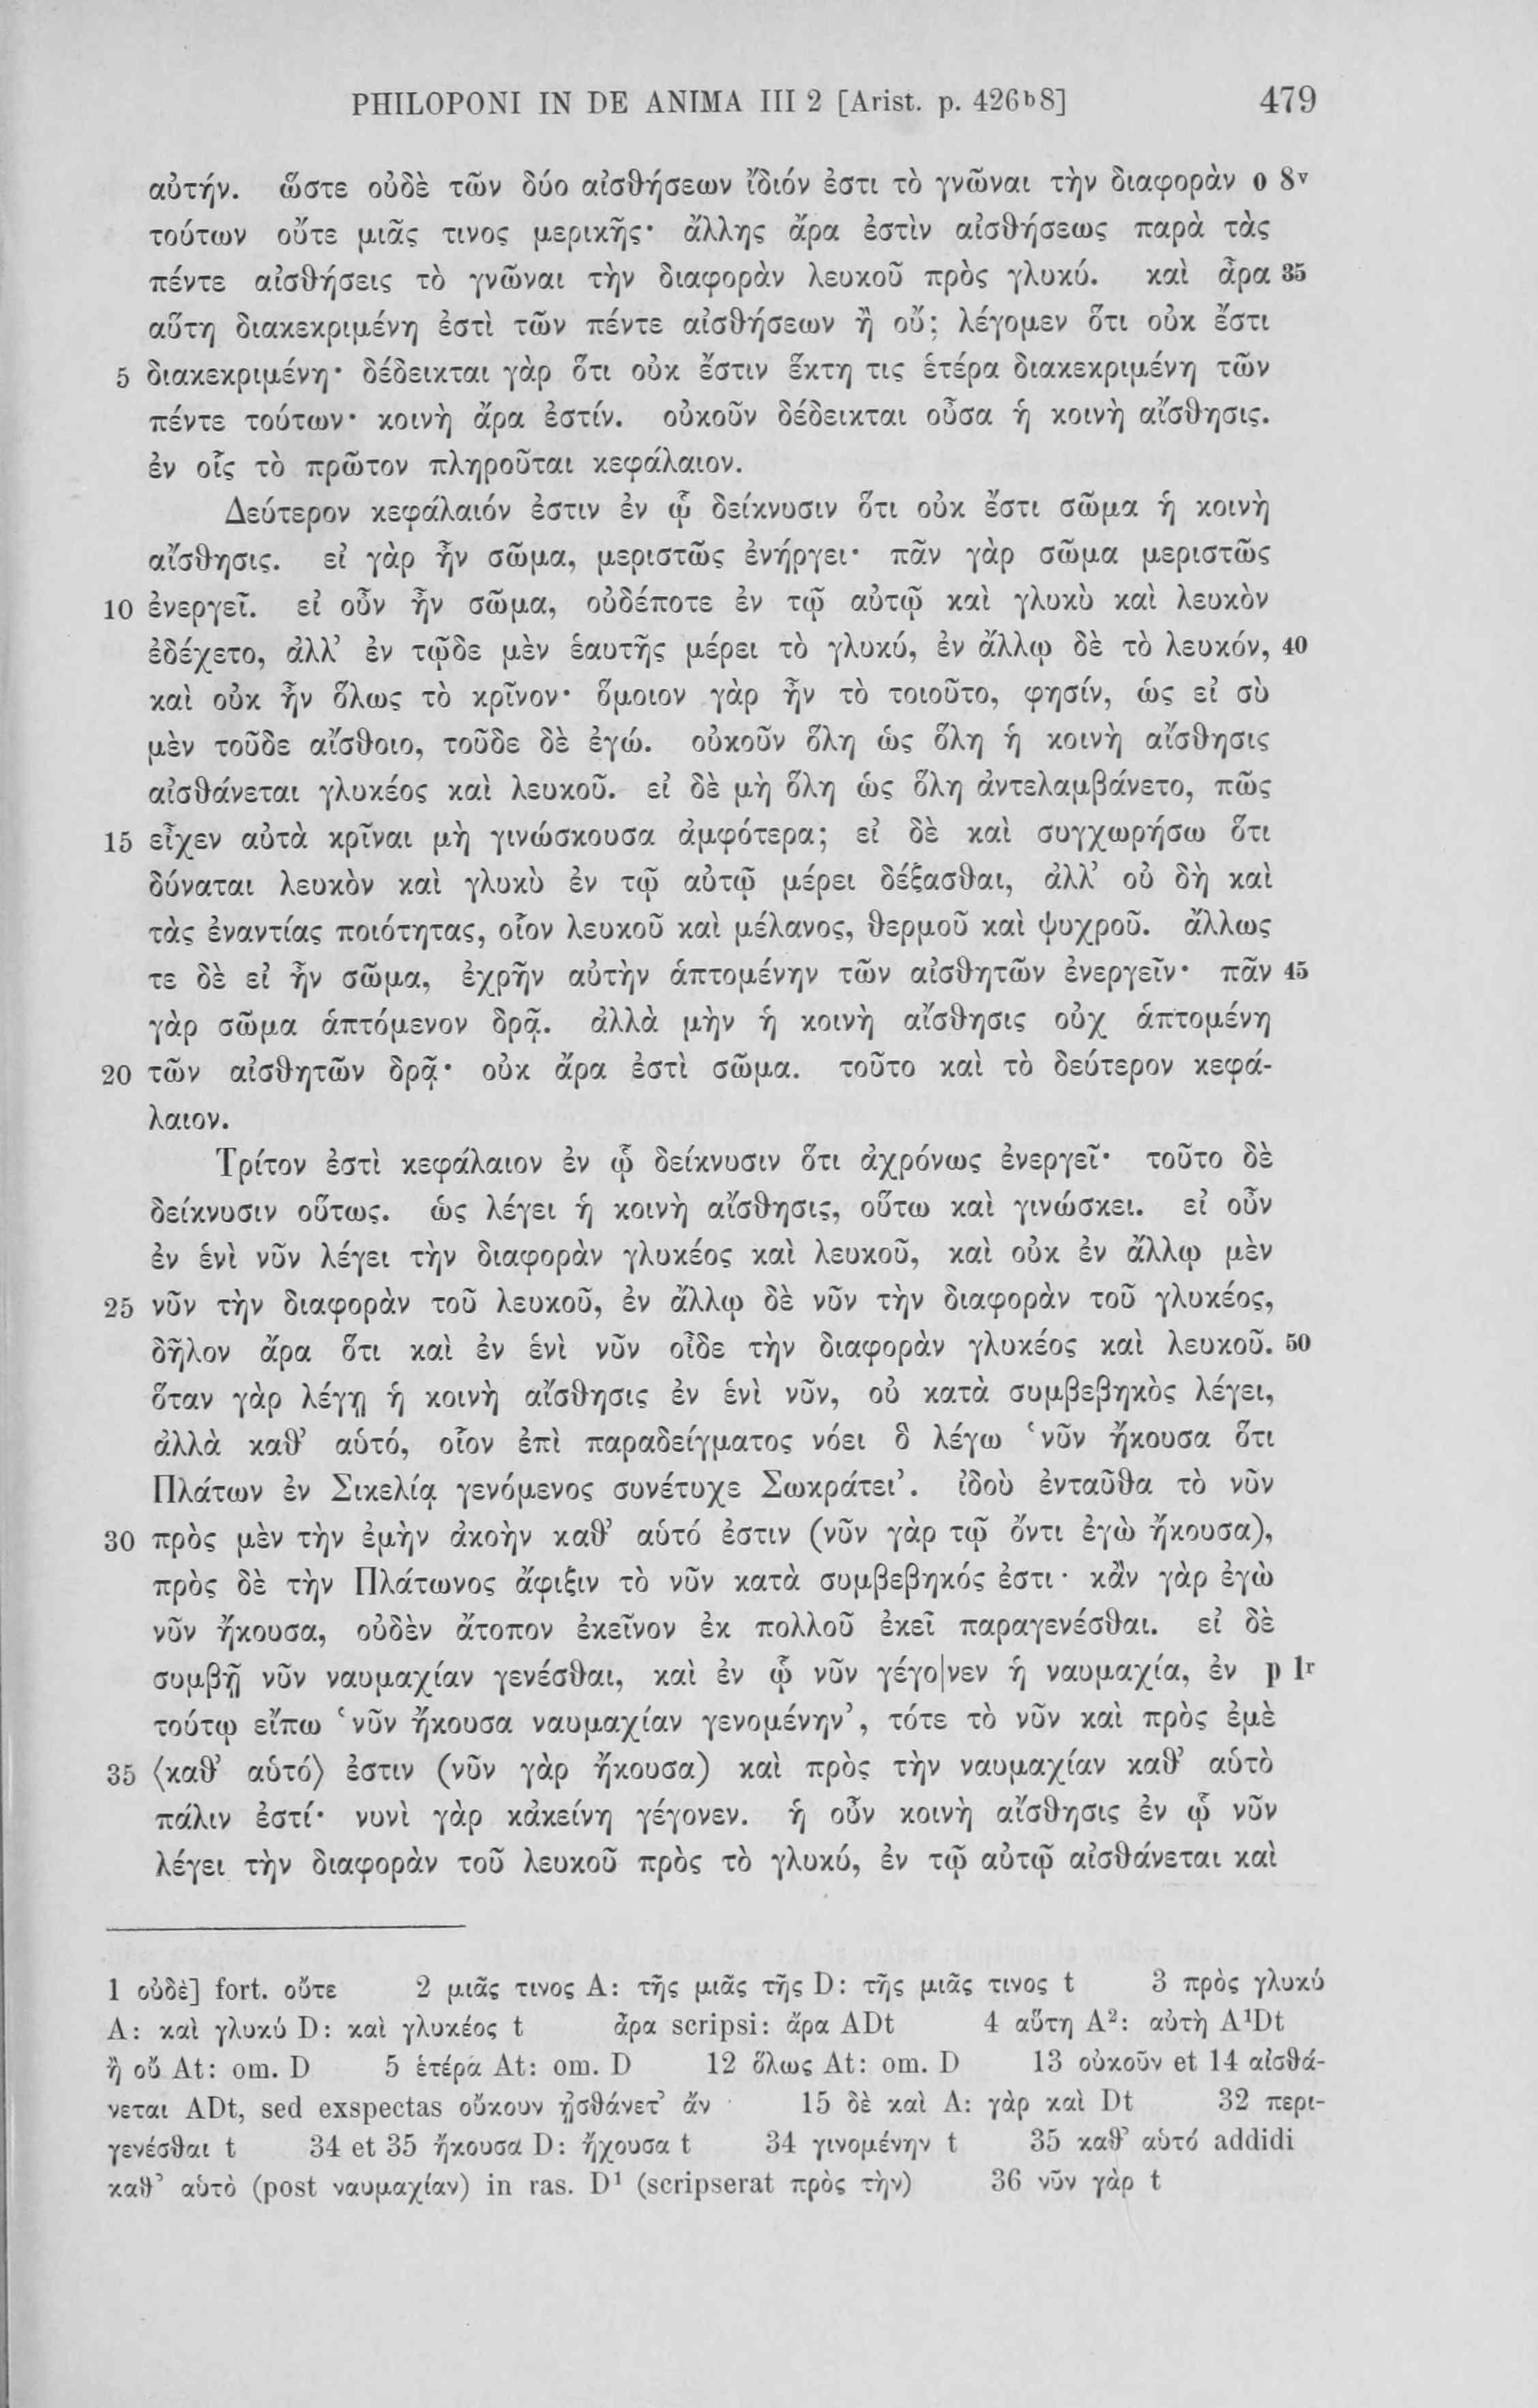 PHILOPONI IN DE ANIMA III 2 [Arist. p. 426ᵇ8] 479
αὐτήν. ὥστε οὐδὲ τῶν δύο αἰσθήσεων ἴδιόν ἐστι τὸ γνῶναι τὴν διαφορὰν o 8ᵛ
τούτων οὔτε μιᾶς τινος μερικῆς· ἄλλης ἄρα ἐστὶν αἰσθήσεως παρὰ τὰς
πέντε αἰσθήσεις τὸ γνῶναι τὴν διαφορὰν λευκοῦ πρὸς γλυκύ. καὶ ἆρα 35
αὕτη διακεκριμένη ἐστὶ τῶν πέντε αἰσθήσεων ἢ οὔ; λέγομεν ὅτι οὐκ ἔστι
5 διακεκριμένη· δέδεικται γὰρ ὅτι οὐκ ἔστιν ἕκτη τις ἑτέρα διακεκριμένη τῶν
πέντε τούτων· κοινὴ ἄρα ἐστίν. οὐκοῦν δέδεικται οὖσα ἡ κοινὴ αἴσθησις.
ἐν οἷς τὸ πρῶτον πληροῦται κεφάλαιον.
Δεύτερον κεφάλαιόν ἐστιν ἐν ᾧ δείκνυσιν ὅτι οὐκ ἔστι σῶμα ἡ κοινὴ
αἴσθησις. εἰ γὰρ ἦν σῶμα, μεριστῶς ἐνήργει· πᾶν γὰρ σῶμα μεριστῶς
10 ἐνεργεῖ. εἰ οὖν ἦν σῶμα, οὐδέποτε ἐν τῷ αὐτῷ καὶ γλυκὺ καὶ λευκὸν
ἐδέχετο, ἀλλ’ ἐν τῷδε μὲν ἑαυτῆς μέρει τὸ γλυκύ, ἐν ἄλλῳ δὲ τὸ λευκόν, 40
καὶ οὐκ ἦν ὅλως τὸ κρῖνον· ὅμοιον γὰρ ἦν τὸ τοιοῦτο, φησίν, ὡς εἰ σὺ
μὲν τοῦδε αἴσθοιο, τοῦδε δὲ ἐγώ. οὐκοῦν ὅλη ὡς ὅλη ἡ κοινὴ αἴσθησις
αἰσθάνεται γλυκέος καὶ λευκοῦ. εἰ δὲ μὴ ὅλη ὡς ὅλη ἀντελαμβάνετο, πῶς
15 εἶχεν αὐτὰ κρῖναι μὴ γινώσκουσα ἀμφότερα; εἰ δὲ καὶ συγχωρήσω ὅτι
δύναται λευκὸν καὶ γλυκὺ ἐν τῷ αὐτῷ μέρει δέξασθαι, ἀλλ’ οὐ δὴ καὶ
τὰς ἐναντίας ποιότητας, οἷον λευκοῦ καὶ μέλανος, θερμοῦ καὶ ψυχροῦ. ἄλλως
τε δὲ εἰ ἦν σῶμα, ἐχρῆν αὐτὴν ἁπτομένην τῶν αἰσθητῶν ἐνεργεῖν· πᾶν 45
γὰρ σῶμα ἁπτόμενον δρᾷ. ἀλλὰ μὴν ἡ κοινὴ αἴσθησις οὐχ ἁπτομένη
20 τῶν αἰσθητῶν δρᾷ· οὐκ ἄρα ἐστὶ σῶμα. τοῦτο καὶ τὸ δεύτερον κεφά-
λαιον.
Τρίτον ἐστὶ κεφάλαιον ἐν ᾧ δείκνυσιν ὅτι ἀχρόνως ἐνεργεῖ· τοῦτο δὲ
δείκνυσιν οὕτως. ὡς λέγει ἡ κοινὴ αἴσθησις, οὕτω καὶ γινώσκει. εἰ οὖν
ἐν ἑνὶ νῦν λέγει τὴν διαφορὰν γλυκέος καὶ λευκοῦ, καὶ οὐκ ἐν ἄλλῳ μὲν
25 νῦν τὴν διαφορὰν τοῦ λευκοῦ, ἐν ἄλλῳ δὲ νῦν τὴν διαφορὰν τοῦ γλυκέος,
δῆλον ἄρα ὅτι καὶ ἐν ἑνὶ νῦν οἶδε τὴν διαφορὰν γλυκέος καὶ λευκοῦ. 50
ὅταν γὰρ λέγῃ ἡ κοινὴ αἴσθησις ἐν ἑνὶ νῦν, οὐ κατὰ συμβεβηκὸς λέγει,
ἀλλὰ καθ’ αὑτό, οἷον ἐπὶ παραδείγματος νόει ὃ λέγω ‘νῦν ἤκουσα ὅτι
Πλάτων ἐν Σικελίᾳ γενόμενος συνέτυχε Σωκράτει’. ἰδοὺ ἐνταῦθα τὸ νῦν
30 πρὸς μὲν τὴν ἐμὴν ἀκοὴν καθ’ αὑτό ἐστιν (νῦν γὰρ τῷ ὄντι ἐγὼ ἤκουσα),
πρὸς δὲ τὴν Πλάτωνος ἄφιξιν τὸ νῦν κατὰ συμβεβηκός ἐστι· κἂν γὰρ ἐγὼ
νῦν ἤκουσα, οὐδὲν ἄτοπον ἐκεῖνον ἐκ πολλοῦ ἐκεῖ παραγενέσθαι. εἰ δὲ
συμβῇ νῦν ναυμαχίαν γενέσθαι, καὶ ἐν ᾧ νῦν γέγο|νεν ἡ ναυμαχία, ἐν p 1ʳ
τούτῳ εἴπω ‘νῦν ἤκουσα ναυμαχίαν γενομένην’, τότε τὸ νῦν καὶ πρὸς ἐμὲ
35 ⟨καθ’ αὑτό⟩ ἐστιν (νῦν γὰρ ἤκουσα) καὶ πρὸς τὴν ναυμαχίαν καθ’ αὑτὸ
πάλιν ἐστί· νυνὶ γὰρ κἀκείνη γέγονεν. ἡ οὖν κοινὴ αἴσθησις ἐν ᾧ νῦν
λέγει τὴν διαφορὰν τοῦ λευκοῦ πρὸς τὸ γλυκύ, ἐν τῷ αὐτῷ αἰσθάνεται καὶ
1 οὐδὲ] fort. οὔτε 2 μιᾶς τινος A: τῆς μιᾶς τῆς D: τῆς μιᾶς τινος t 3 πρὸς γλυκύ
A: καὶ γλυκύ D: καὶ γλυκέος t ἆρα scripsi: ἄρα ADt 4 αὕτη A²: αὐτὴ A¹Dt
ἢ οὔ At: om. D 5 ἑτέρα At: om. D 12 ὅλως At: om. D 13 οὐκοῦν et 14 αἰσθά-
νεται ADt, sed exspectas οὔκουν ᾐσθάνετ’ ἄν 15 δὲ καὶ A: γὰρ καὶ Dt 32 περι-
γενέσθαι t 34 et 35 ἤκουσα D: ἤχουσα t 34 γινομένην t 35 καθ’ αὑτό addidi
καθ’ αὑτὸ (post ναυμαχίαν) in ras. D¹ (scripserat πρὸς τὴν) 36 νῦν γὰρ t